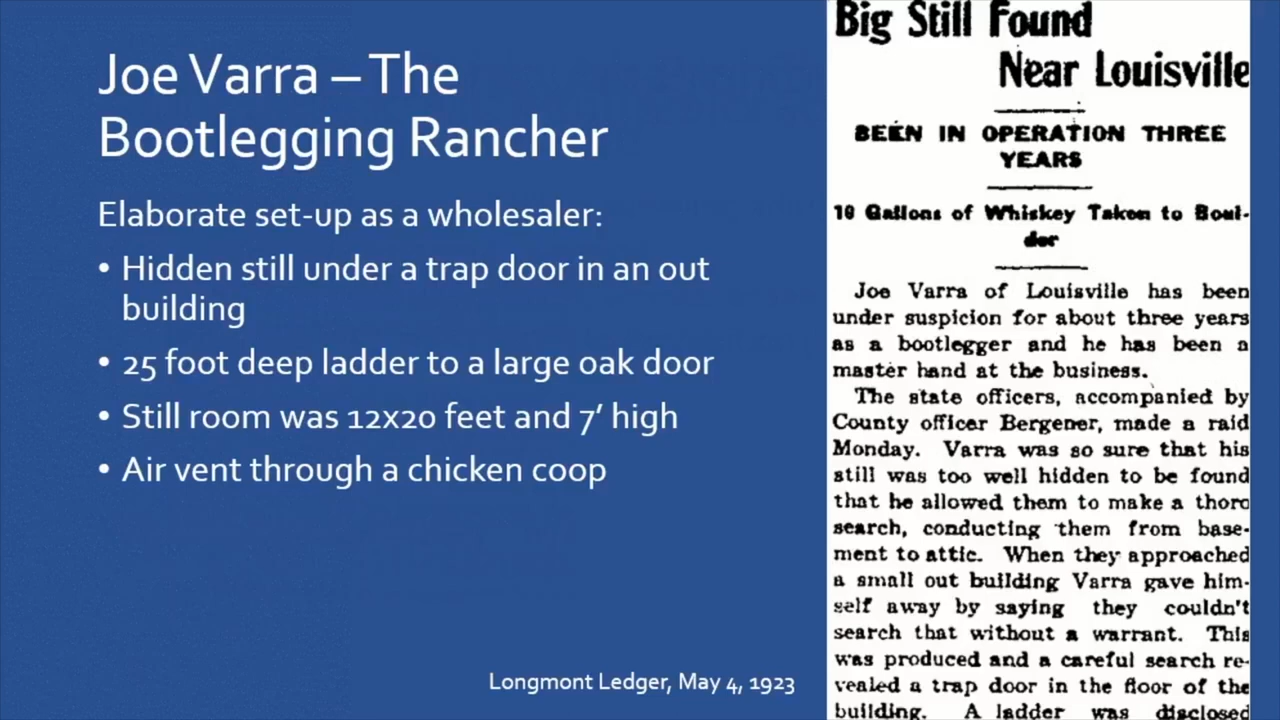 Joe Varra – The
Bootlegging Rancher
Elaborate set-up as a wholesaler:
• Hidden still under a trap door in an out
building
• 25 foot deep ladder to a large oak door
• Still room was 12x20 feet and 7’ high
• Air vent through a chicken coop
Longmont Ledger, May 4, 1923
Big Still Found
Near Louisville
BEEN IN OPERATION THREE
YEARS
10 Gallons of Whiskey Taken to Boul-
der
Joe Varra of Louisville has been
under suspicion for about three years
as a bootlegger and he has been a
master hand at the business.
The state officers, accompanied by
County officer Bergener, made a raid
Monday. Varra was so sure that his
still was too well hidden to be found
that he allowed them to make a thoro
search, conducting them from base-
ment to attic. When they approached
a small out building Varra gave him-
self away by saying they couldn't
search that without a warrant. This
was produced and a careful search re-
vealed a trap door in the floor of the
building. A ladder was disclosed